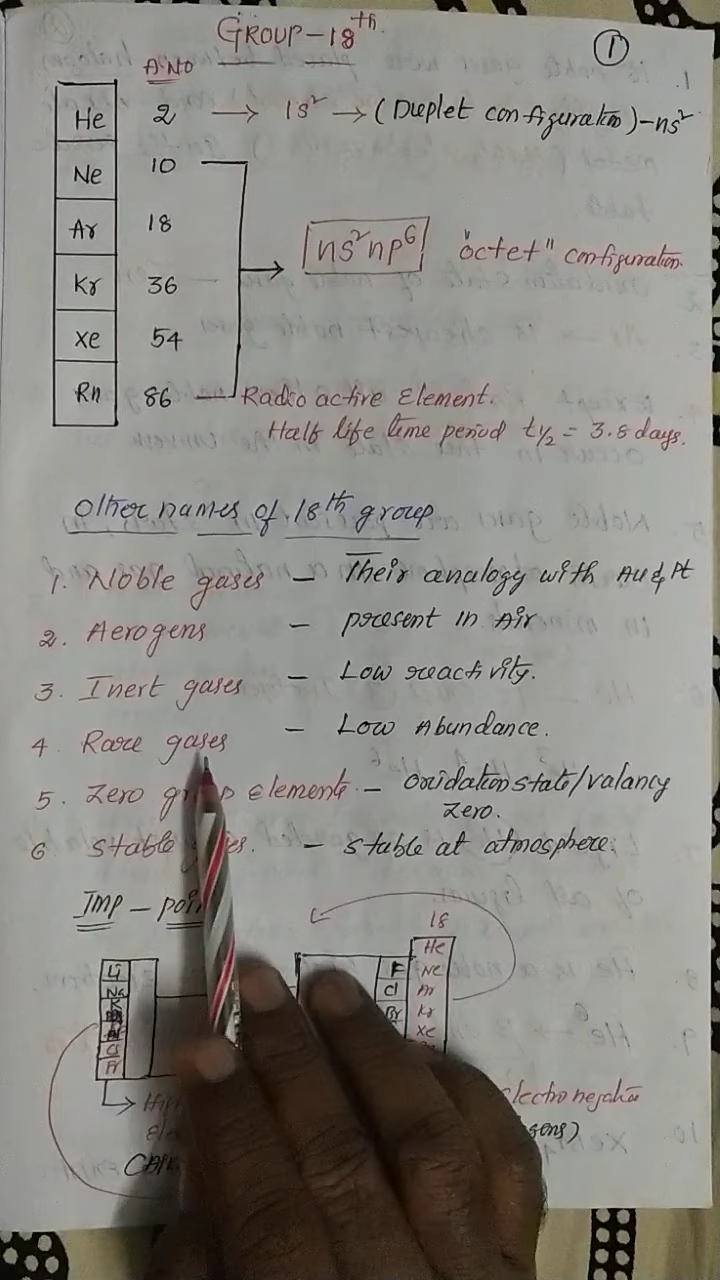 GROUP-18th
1
A.NO
He 2 → 1s² → (Duplet configuration)-ns²
Ne 10
Ar 18
ns²np⁶ "octet" configuration.
Kr 36
Xe 54
Rn 86 — Radio active Element.
Half life time period t½ = 3.8 days.
Other names of 18th group
1. Noble gases — Their analogy with Au & Pt
2. Aerogens — present in Air
3. Inert gases — Low reactivity.
4. Rare gases — Low Abundance.
5. Zero group Elements — oxidation state/valancy
zero.
6 Stable — stable at atmosphere.
Imp - 
18
He
Li F Ne
Na Cl Ar
K Br Kr
Xe
Fr